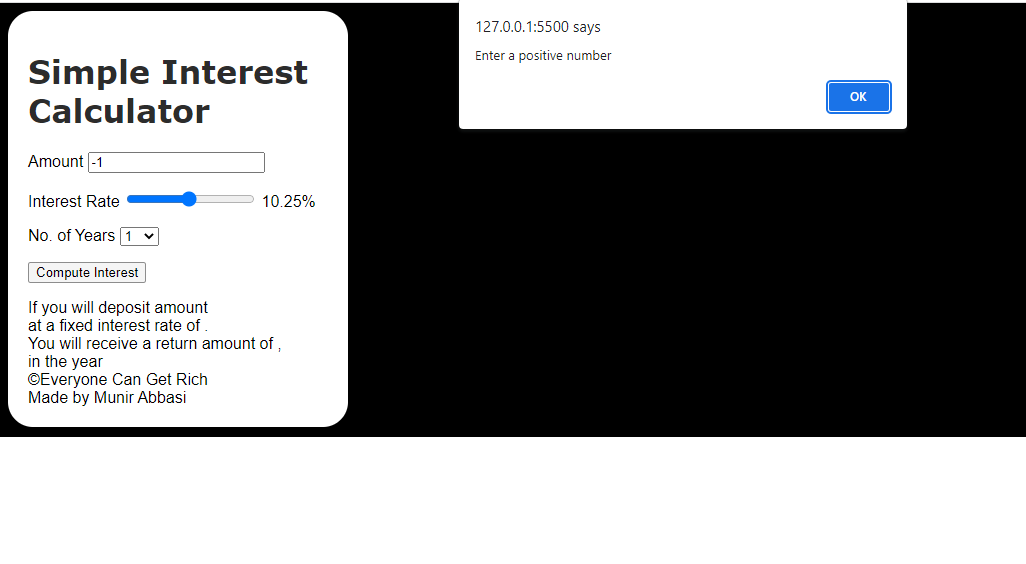 Simple Interest
Calculator
Amount -1
Interest Rate 10.25%
No. of Years 1
Compute Interest
If you will deposit amount
at a fixed interest rate of .
You will receive a return amount of ,
in the year
©Everyone Can Get Rich
Made by Munir Abbasi
127.0.0.1:5500 says
Enter a positive number
OK